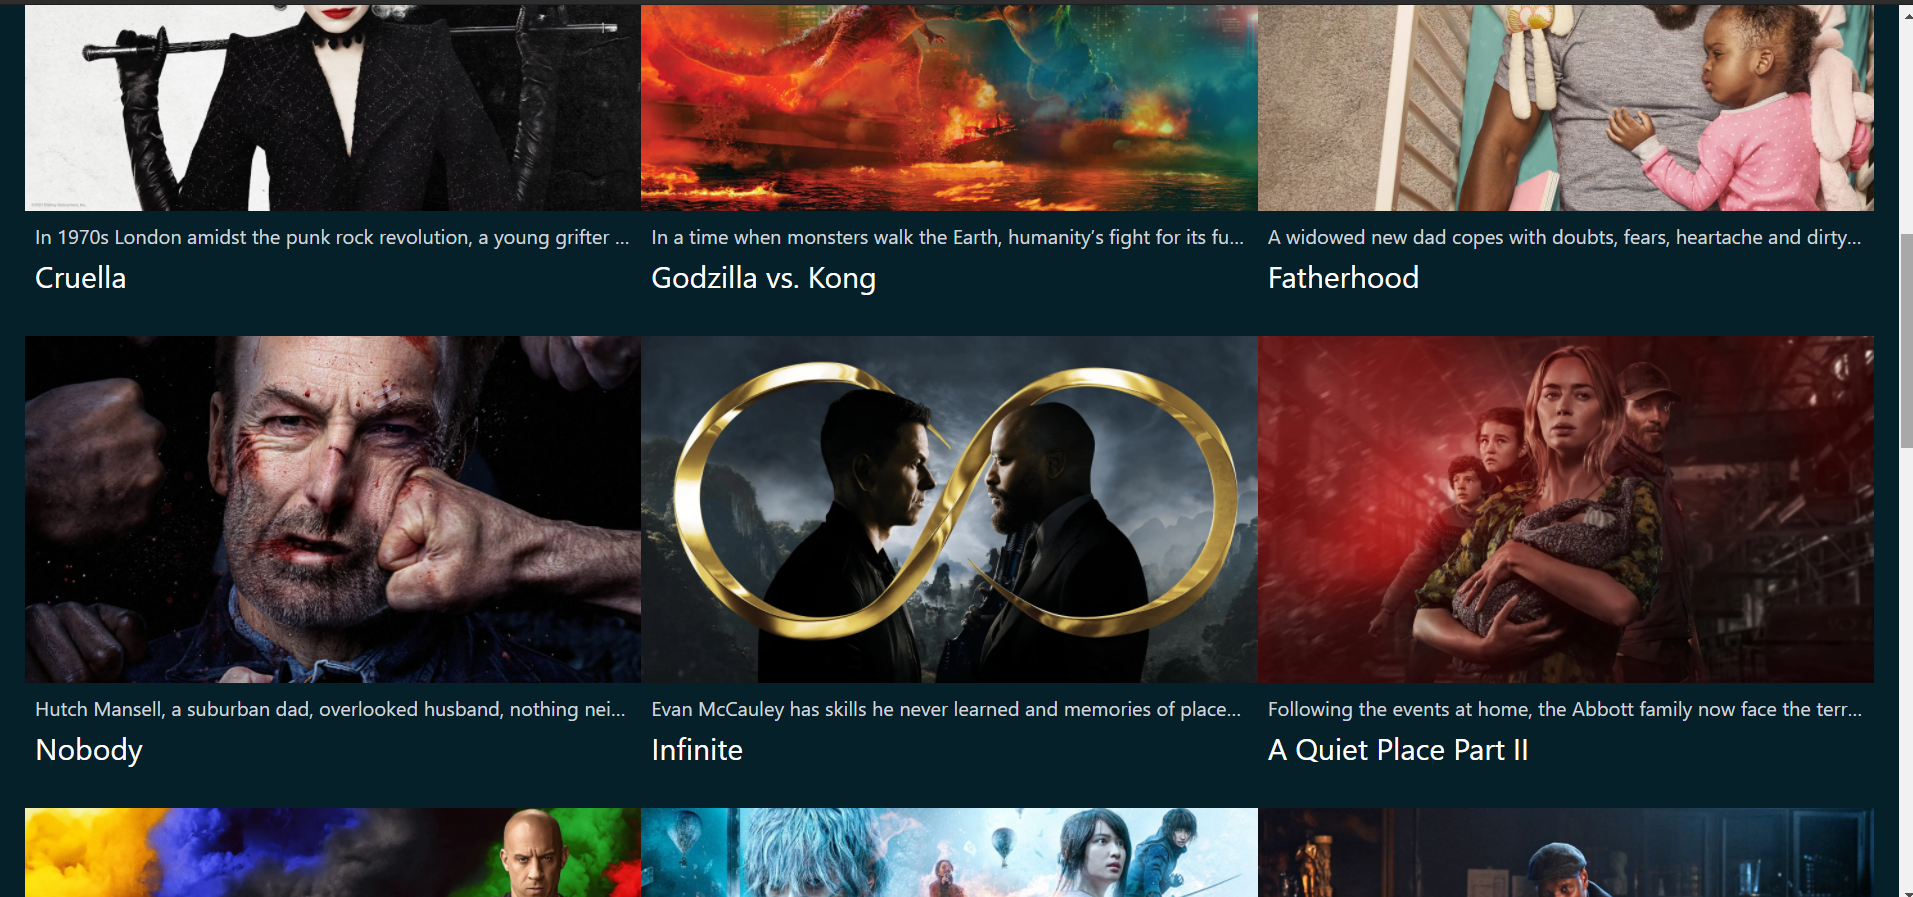 In 1970s London amidst the punk rock revolution, a young grifter ...
In a time when monsters walk the Earth, humanity’s fight for its fu...
A widowed new dad copes with doubts, fears, heartache and dirty...
Cruella
Godzilla vs. Kong
Fatherhood
Hutch Mansell, a suburban dad, overlooked husband, nothing nei...
Evan McCauley has skills he never learned and memories of place...
Following the events at home, the Abbott family now face the terr...
Nobody
Infinite
A Quiet Place Part II